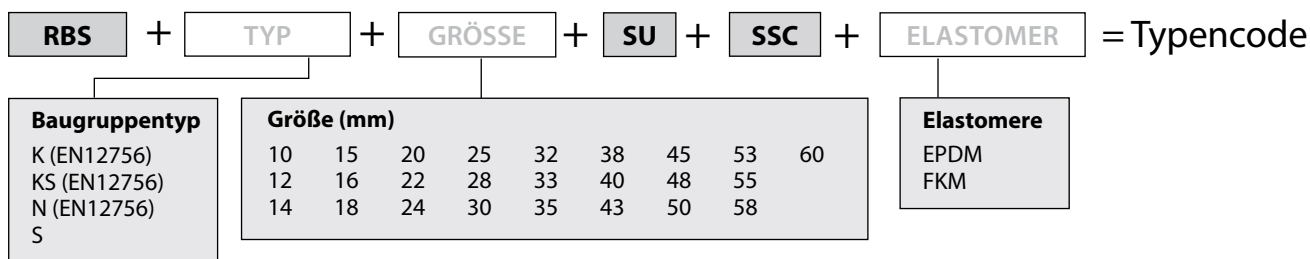 RBS + TYP + GRÖSSE + SU + SSC + ELASTOMER = Typencode
Baugruppentyp
K (EN12756)
KS (EN12756)
N (EN12756)
S
Größe (mm)
10 15 20 25 32 38 45 53 60
12 16 22 28 33 40 48 55
14 18 24 30 35 43 50 58
Elastomere
EPDM
FKM